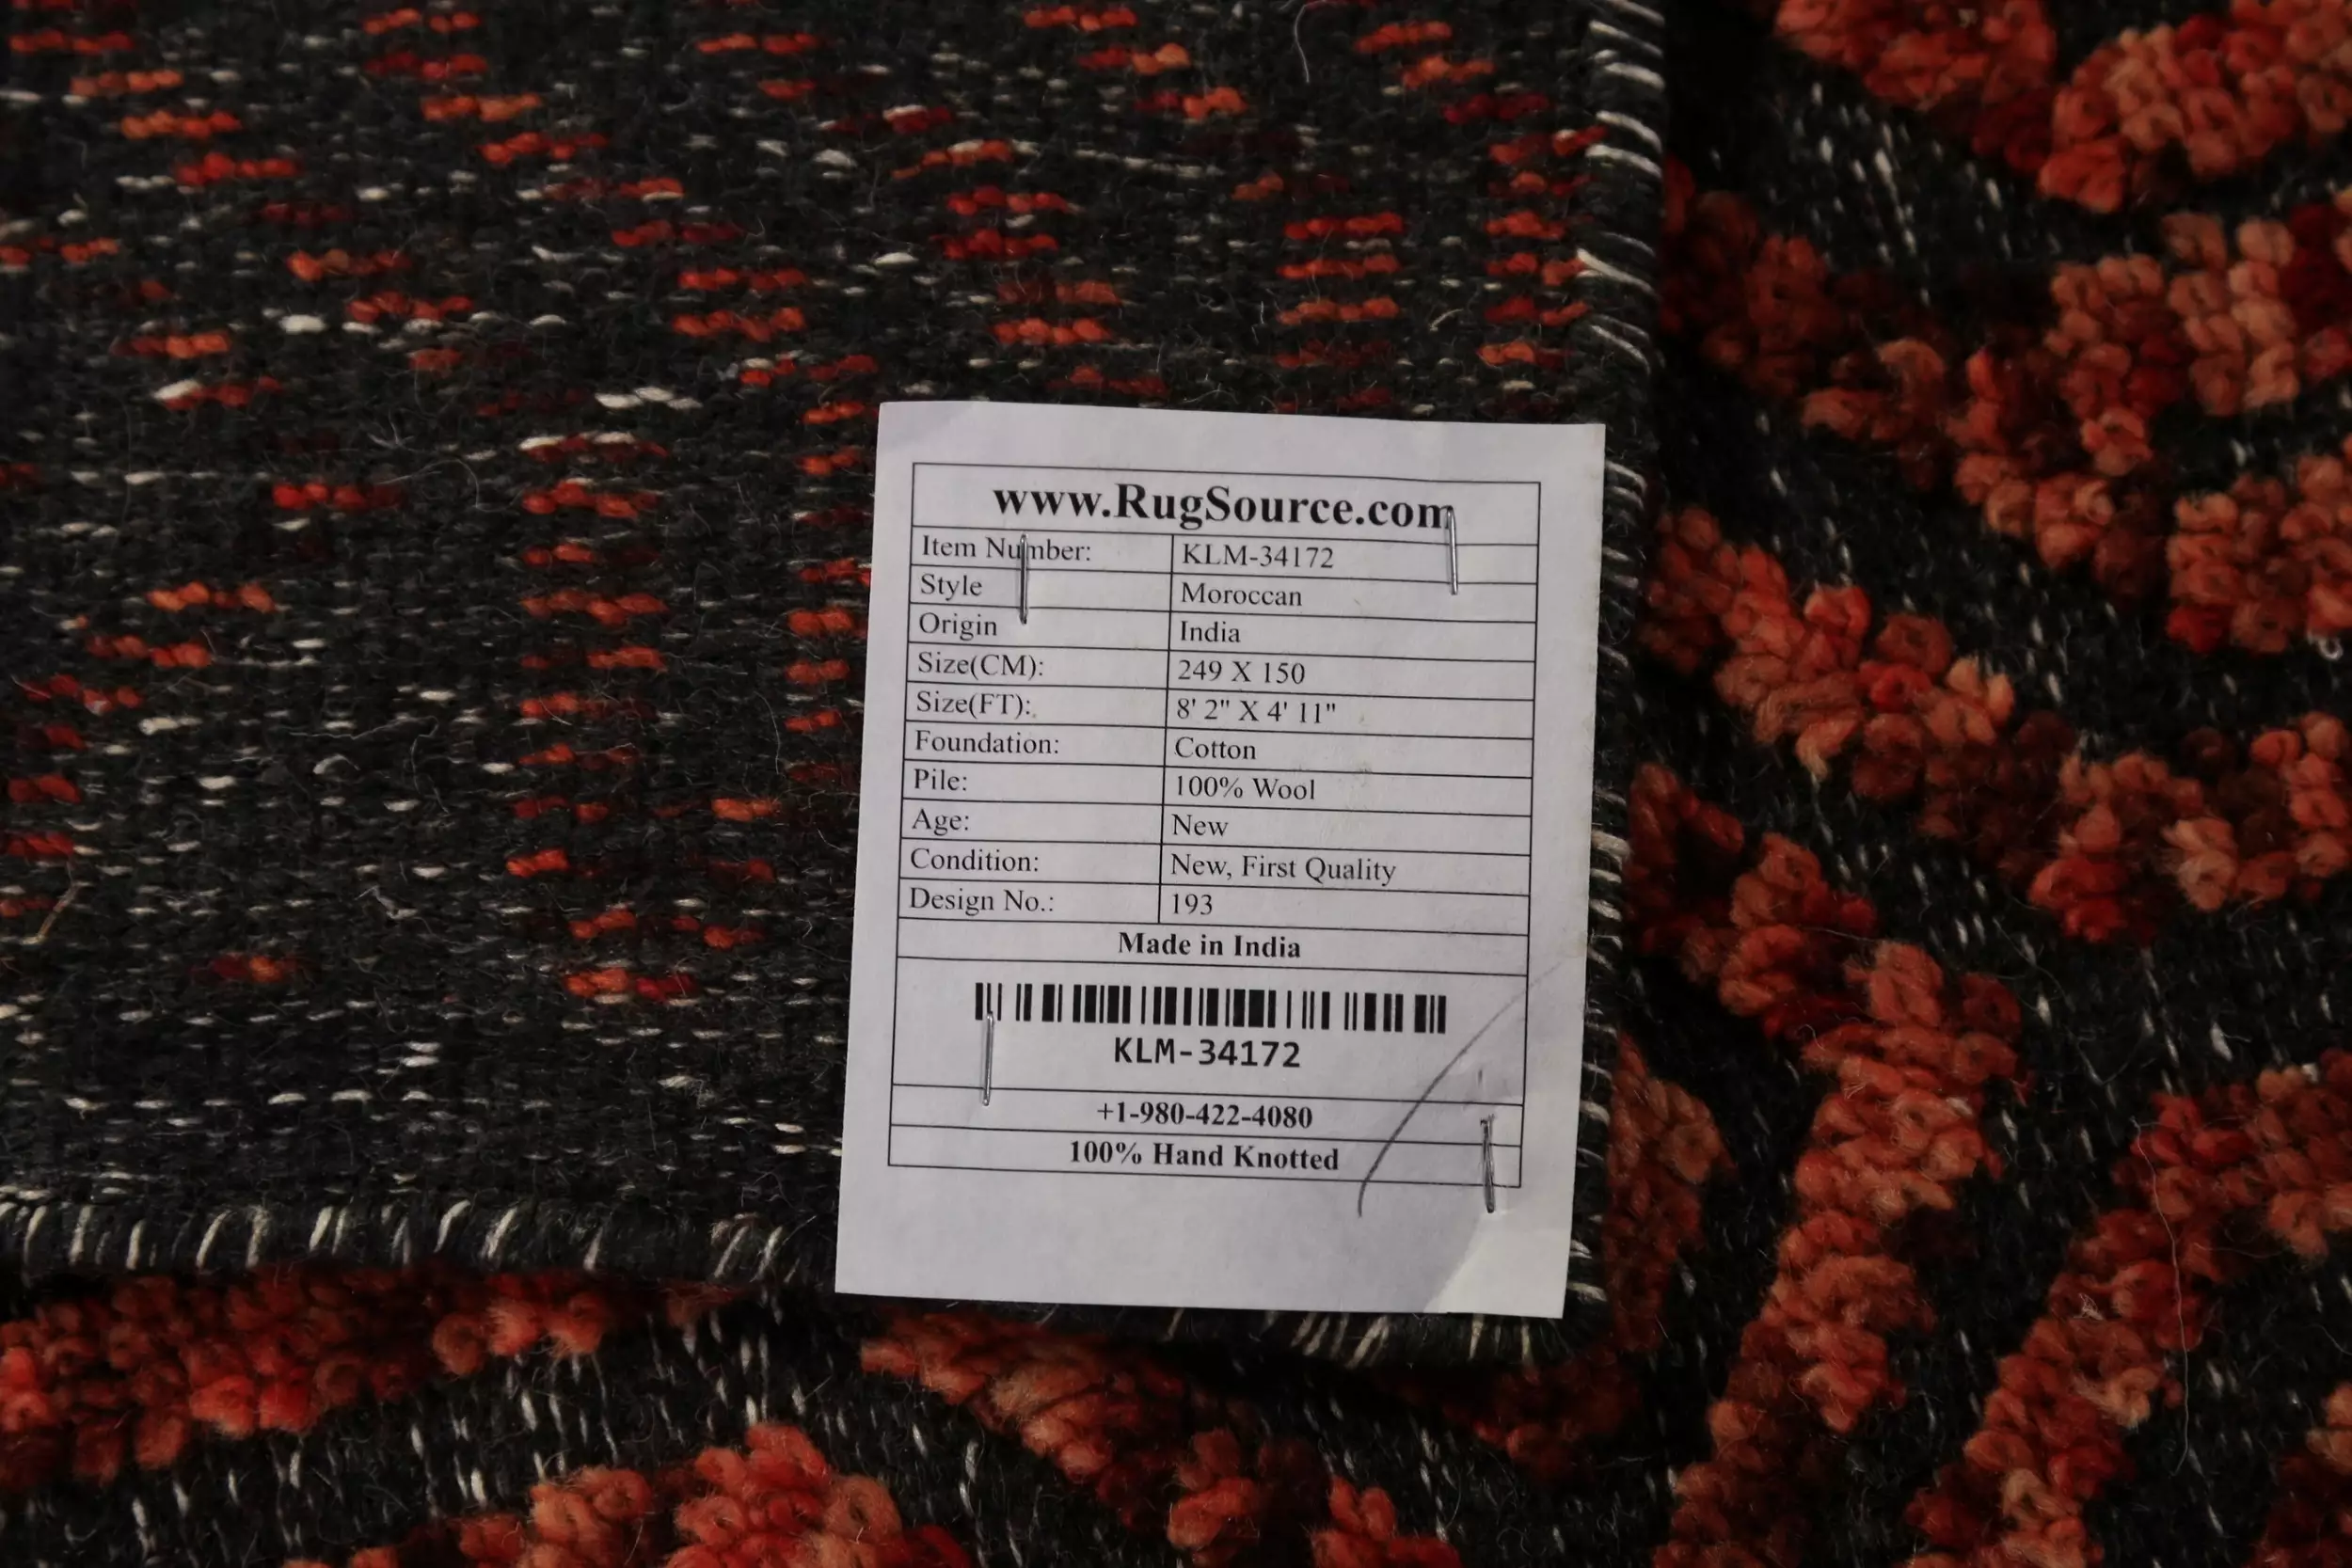 www.RugSource.com
Item Number: KLM-34172
Style Moroccan
Origin India
Size(CM): 249 X 150
Size(FT): 8' 2" X 4' 11"
Foundation: Cotton
Pile: 100% Wool
Age: New
Condition: New, First Quality
Design No.: 193
Made in India
KLM-34172
+1-980-422-4080
100% Hand Knotted